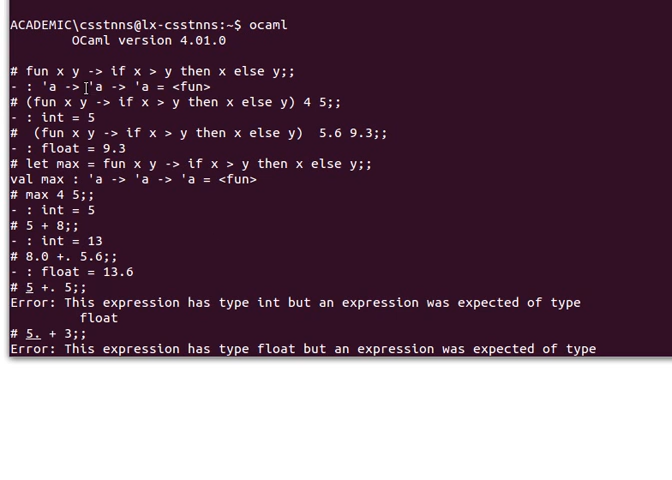 ACADEMIC\csstnns@lx-csstnns:~$ ocaml
OCaml version 4.01.0
# fun x y -> if x > y then x else y;;
- : 'a -> 'a -> 'a = <fun>
# (fun x y -> if x > y then x else y) 4 5;;
- : int = 5
#  (fun x y -> if x > y then x else y)  5.6 9.3;;
- : float = 9.3
# let max = fun x y -> if x > y then x else y;;
val max : 'a -> 'a -> 'a = <fun>
# max 4 5;;
- : int = 5
# 5 + 8;;
- : int = 13
# 8.0 +. 5.6;;
- : float = 13.6
# 5 +. 5;;
Error: This expression has type int but an expression was expected of type
float
# 5. + 3;;
Error: This expression has type float but an expression was expected of type